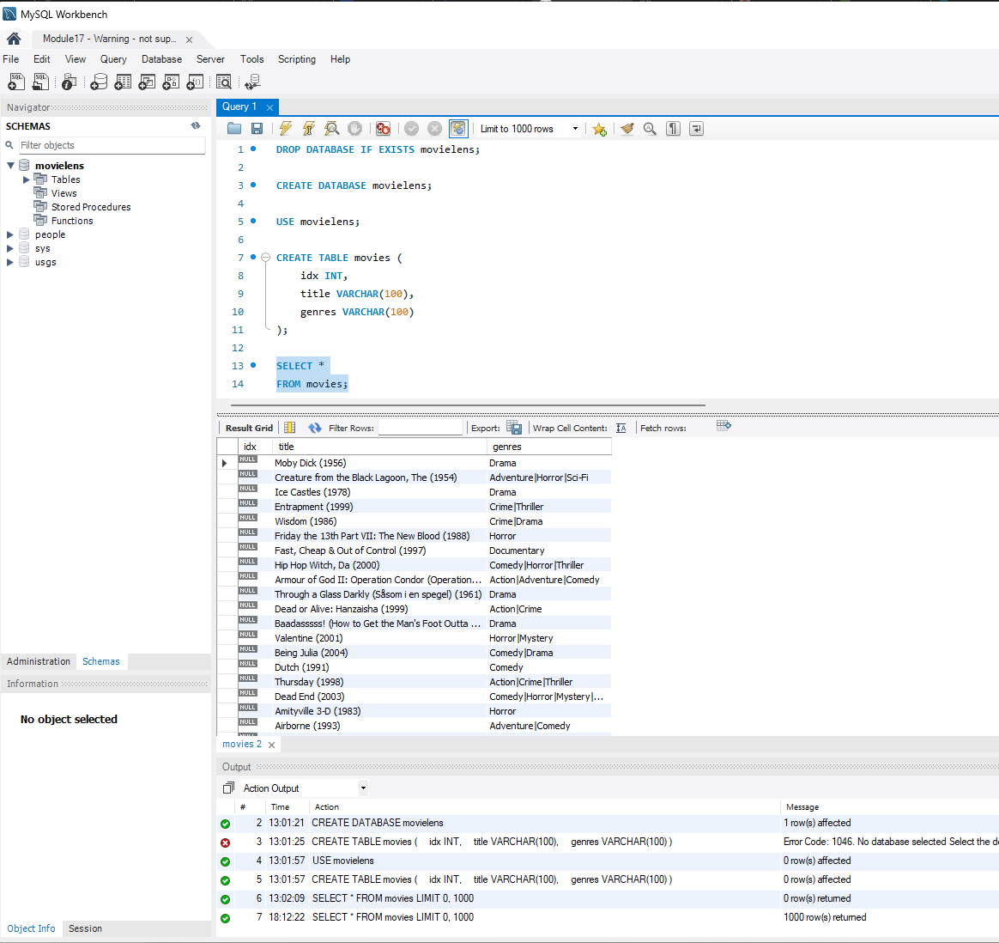 MySQL Workbench
Module17 - Warning - not sup...
File Edit View Query Database Server Tools Scripting Help
Navigator
SCHEMAS
Filter objects
movielens
Tables
Views
Stored Procedures
Functions
people
sys
usgs
Administration Schemas
Information
No object selected
Object Info Session
Query 1
Limit to 1000 rows
1 DROP DATABASE IF EXISTS movielens;
2
3 CREATE DATABASE movielens;
4
5 USE movielens;
6
7 CREATE TABLE movies (
8 idx INT,
9 title VARCHAR(100),
10 genres VARCHAR(100)
11 );
12
13 SELECT *
14 FROM movies;
Result Grid Filter Rows: Export: Wrap Cell Content: Fetch rows:
idx title genres
NULL Moby Dick (1956) Drama
NULL Creature from the Black Lagoon, The (1954) Adventure|Horror|Sci-Fi
NULL Ice Castles (1978) Drama
NULL Entrapment (1999) Crime|Thriller
NULL Wisdom (1986) Crime|Drama
NULL Friday the 13th Part VII: The New Blood (1988) Horror
NULL Fast, Cheap & Out of Control (1997) Documentary
NULL Hip Hop Witch, Da (2000) Comedy|Horror|Thriller
NULL Armour of God II: Operation Condor (Operation... Action|Adventure|Comedy
NULL Through a Glass Darkly (Såsom i en spegel) (1961) Drama
NULL Dead or Alive: Hanzaisha (1999) Action|Crime
NULL Baadasssss! (How to Get the Man's Foot Outta ... Drama
NULL Valentine (2001) Horror|Mystery
NULL Being Julia (2004) Comedy|Drama
NULL Dutch (1991) Comedy
NULL Thursday (1998) Action|Crime|Thriller
NULL Dead End (2003) Comedy|Horror|Mystery|...
NULL Amityville 3-D (1983) Horror
NULL Airborne (1993) Adventure|Comedy
movies 2
Output
Action Output
# Time Action Message
2 13:01:21 CREATE DATABASE movielens 1 row(s) affected
3 13:01:25 CREATE TABLE movies ( idx INT, title VARCHAR(100), genres VARCHAR(100) ) Error Code: 1046. No database selected Select the
4 13:01:57 USE movielens 0 row(s) affected
5 13:01:57 CREATE TABLE movies ( idx INT, title VARCHAR(100), genres VARCHAR(100) ) 0 row(s) affected
6 13:02:09 SELECT * FROM movies LIMIT 0, 1000 0 row(s) returned
7 18:12:22 SELECT * FROM movies LIMIT 0, 1000 1000 row(s) returned